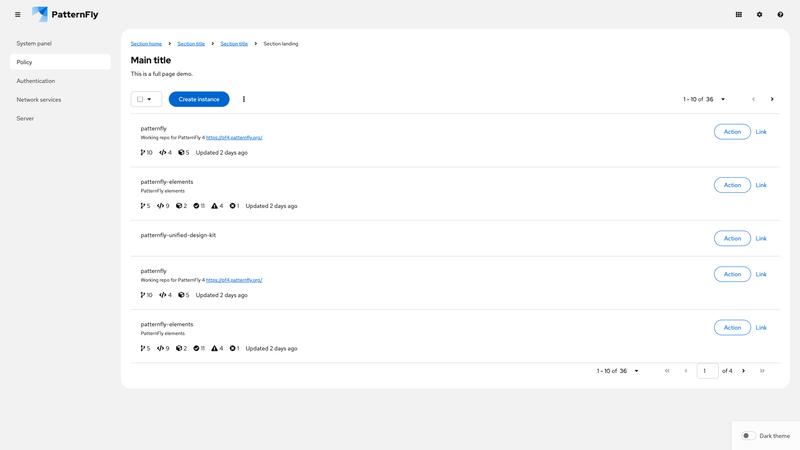 PatternFly
System panel
Policy
Authentication
Network services
Server
Section home Section title Section title Section landing
Main title
This is a full page demo.
Create instance
1 - 10 of 36
patternfly
Working repo for PatternFly 4 https://pf4.patternfly.org/
10 4 5 Updated 2 days ago
Action Link
patternfly-elements
PatternFly elements
5 9 2 11 4 1 Updated 2 days ago
Action Link
patternfly-unified-design-kit
Action Link
patternfly
Working repo for PatternFly 4 https://pf4.patternfly.org/
10 4 5 Updated 2 days ago
Action Link
patternfly-elements
PatternFly elements
5 9 2 11 4 1 Updated 2 days ago
Action Link
1 - 10 of 36 1 of 4
Dark theme